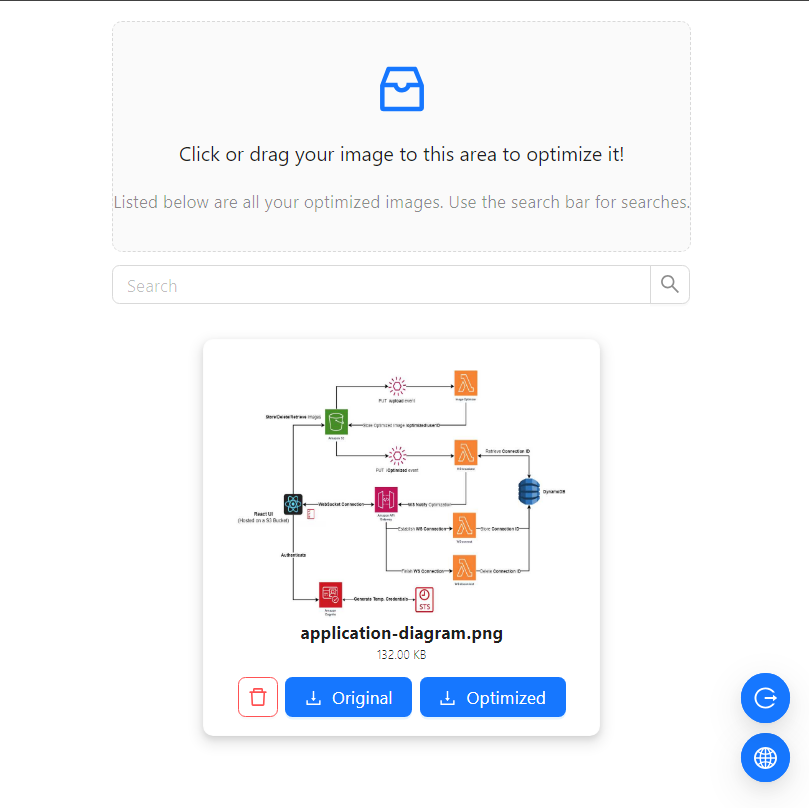 Click or drag your image to this area to optimize it!
Listed below are all your optimized images. Use the search bar for searches.
Search
PUT /upload event
Image Optimizer
Store/Delete/Retrieve Images
Store Optimized Image /optimized/userID
Amazon S3
Retrieve Connection ID
PUT /Optimized event
DynamoDB
WebSocket Connection
WS Notify Optimization
React UI
(Hosted on a S3 Bucket)
Amazon API
Gateway
Establish WS Connection
Store Connection ID
Authenticate
Finish WS Connection
Delete Connection ID
Generate Temp. Credentials
STS
Amazon
Cognito
application-diagram.png
132.00 KB
Original
Optimized